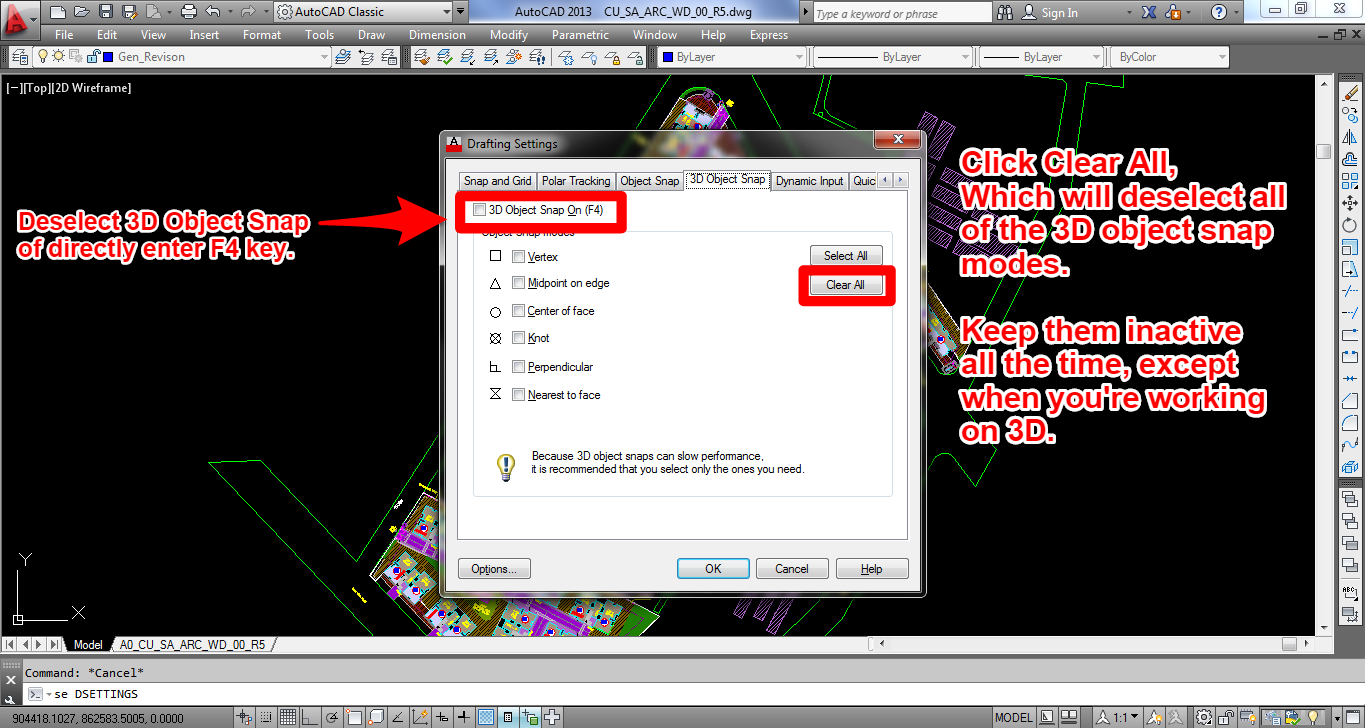 AutoCAD Classic
AutoCAD 2013 CU_SA_ARC_WD_00_R5.dwg
Type a keyword or phrase
Sign In
File Edit View Insert Format Tools Draw Dimension Modify Parametric Window Help Express
Gen_Revison
ByLayer
ByLayer
ByLayer
ByColor
[−][Top][2D Wireframe]
Drafting Settings
Snap and Grid Polar Tracking Object Snap 3D Object Snap Dynamic Input Quic
3D Object Snap On (F4)
Object Snap modes
Vertex
Midpoint on edge
Center of face
Knot
Perpendicular
Nearest to face
Select All
Clear All
Because 3D object snaps can slow performance,
it is recommended that you select only the ones you need.
Options...
OK
Cancel
Help
Deselect 3D Object Snap
of directly enter F4 key.
Click Clear All,
Which will deselect all
of the 3D object snap
modes.
Keep them inactive
all the time, except
when you're working
on 3D.
Y
X
Model A0_CU_SA_ARC_WD_00_R5
Command: *Cancel*
se DSETTINGS
904418.1027, 862583.5005, 0.0000
MODEL
1:1
ABC